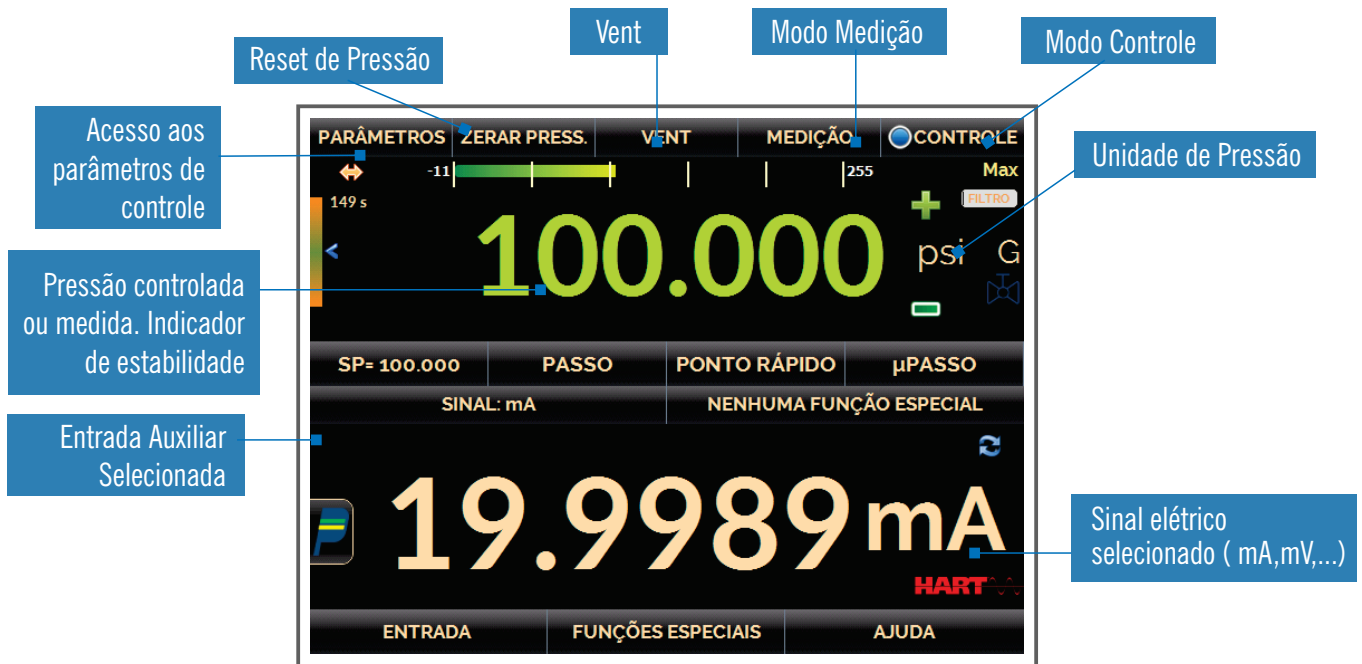 Vent
Modo Medição
Modo Controle
Reset de Pressão
Acesso aos
parâmetros de
controle
Unidade de Pressão
Pressão controlada
ou medida. Indicador
de estabilidade
Entrada Auxiliar
Selecionada
Sinal elétrico
selecionado ( mA,mV,...)
PARÂMETROS ZERAR PRESS. VENT MEDIÇÃO CONTROLE
-11 255 Max
149 s FILTRO
< 100.000 psi G
SP= 100.000 PASSO PONTO RÁPIDO µPASSO
SINAL: mA NENHUMA FUNÇÃO ESPECIAL
P 19.9989 mA
HART
ENTRADA FUNÇÕES ESPECIAIS AJUDA